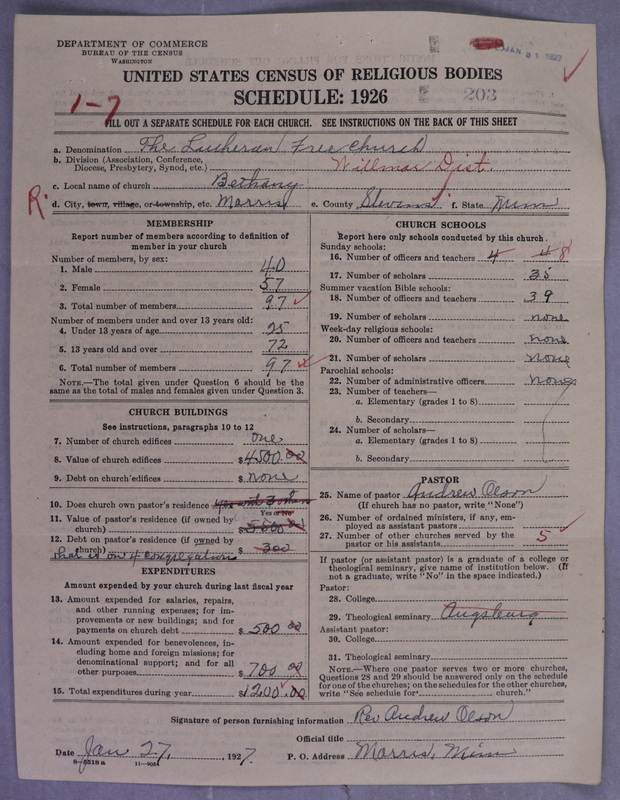 DEPARTMENT OF COMMERCE
BUREAU OF THE CENSUS
WASHINGTON
JAN 31 1927
UNITED STATES CENSUS OF RELIGIOUS BODIES
SCHEDULE: 1926
203
1-7
FILL OUT A SEPARATE SCHEDULE FOR EACH CHURCH. SEE INSTRUCTIONS ON THE BACK OF THIS SHEET
a. Denomination The Lutheran Free Church
b. Division (Association, Conference, Diocese, Presbytery, Synod, etc.) Willmar Dist.
c. Local name of church Bethany
R. d. City, town, village, or township, etc. Morris e. County Stevens f. State Minn
MEMBERSHIP
Report number of members according to definition of member in your church
Number of members, by sex:
1. Male 40
2. Female 57
3. Total number of members 97
Number of members under and over 13 years old:
4. Under 13 years of age 25
5. 13 years old and over 72
6. Total number of members 97
NOTE.—The total given under Question 6 should be the same as the total of males and females given under Question 3.
CHURCH BUILDINGS
See instructions, paragraphs 10 to 12
7. Number of church edifices one
8. Value of church edifices $4500.00
9. Debt on church edifices $ none
10. Does church own pastor's residence
Yes or No
11. Value of pastor's residence (if owned by church) $5000.00
12. Debt on pastor's residence (if owned by church) $ 300
that is one of congregations
EXPENDITURES
Amount expended by your church during last fiscal year
13. Amount expended for salaries, repairs, and other running expenses; for improvements or new buildings; and for payments on church debt $ 500 00
14. Amount expended for benevolences, including home and foreign missions; for denominational support; and for all other purposes $ 700 00
15. Total expenditures during year $1200.00
CHURCH SCHOOLS
Report here only schools conducted by this church.
Sunday schools:
16. Number of officers and teachers 4 4 8
17. Number of scholars 35
Summer vacation Bible schools:
18. Number of officers and teachers 39
19. Number of scholars none
Week-day religious schools:
20. Number of officers and teachers none
21. Number of scholars none
Parochial schools:
22. Number of administrative officers none
23. Number of teachers—
a. Elementary (grades 1 to 8)
b. Secondary
24. Number of scholars—
a. Elementary (grades 1 to 8)
b. Secondary
PASTOR
25. Name of pastor Andrew Olson
(If church has no pastor, write "None")
26. Number of ordained ministers, if any, employed as assistant pastors
27. Number of other churches served by the pastor or his assistants 5
If pastor (or assistant pastor) is a graduate of a college or theological seminary, give name of institution below. (If not a graduate, write "No" in the space indicated.)
Pastor:
28. College
29. Theological seminary Augsburg
Assistant pastor:
30. College
31. Theological seminary
NOTE.—Where one pastor serves two or more churches, Questions 28 and 29 should be answered only on the schedule for one of the churches; on the schedules for the other churches, write "See schedule for church."
Signature of person furnishing information Rev Andrew Olson
Official title
Date Jan 27, 1927. P. O. Address Morris, Minn
8-5518a 11-9054